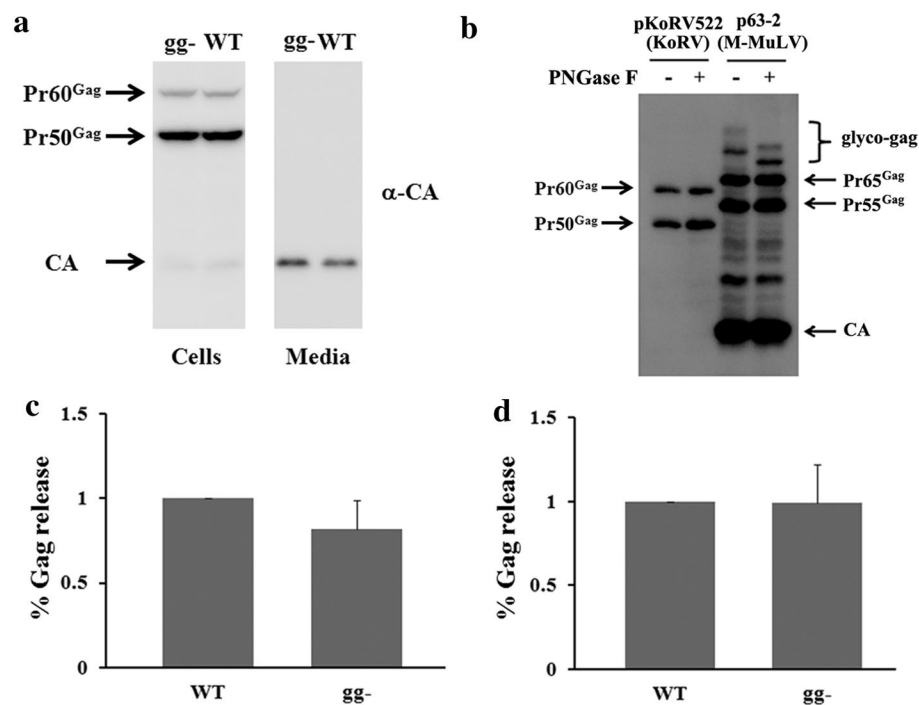 a
gg- WT
gg-WT
Pr60Gag
Pr50Gag
CA
α-CA
Cells
Media
b
pKoRV522 p63-2
(KoRV) (M-MuLV)
PNGase F - + - +
glyco-gag
Pr60Gag
Pr50Gag
Pr65Gag
Pr55Gag
CA
c
% Gag release
1.5
1
0.5
0
WT
gg-
d
% Gag release
1.5
1
0.5
0
WT
gg-